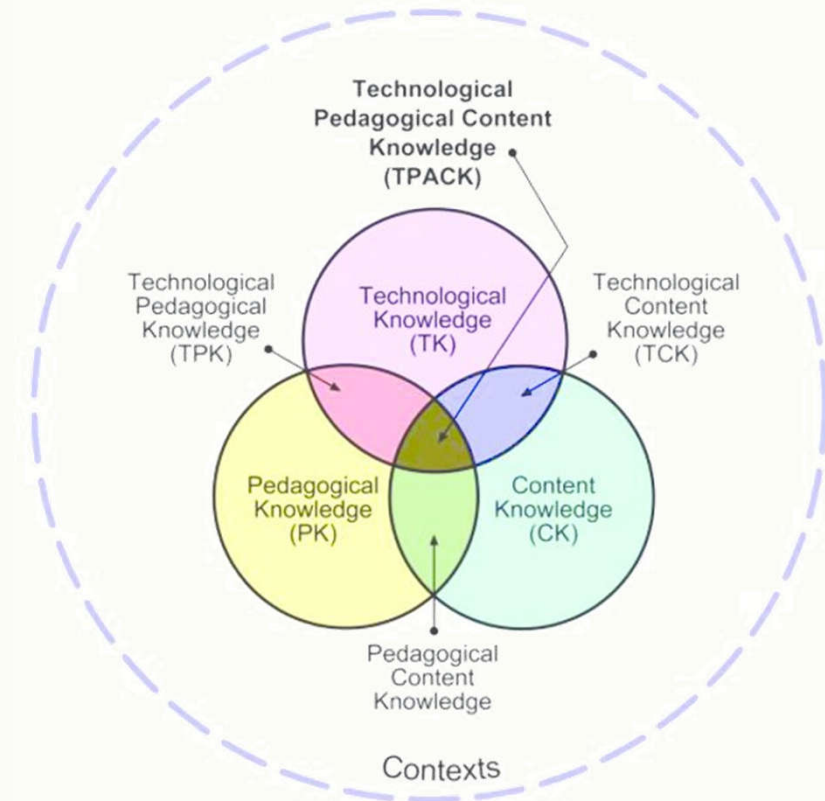 Technological
Pedagogical Content
Knowledge
(TPACK)
Technological
Pedagogical
Knowledge
(TPK)
Technological
Knowledge
(TK)
Technological
Content
Knowledge
(TCK)
Pedagogical
Knowledge
(PK)
Content
Knowledge
(CK)
Pedagogical
Content
Knowledge
Contexts